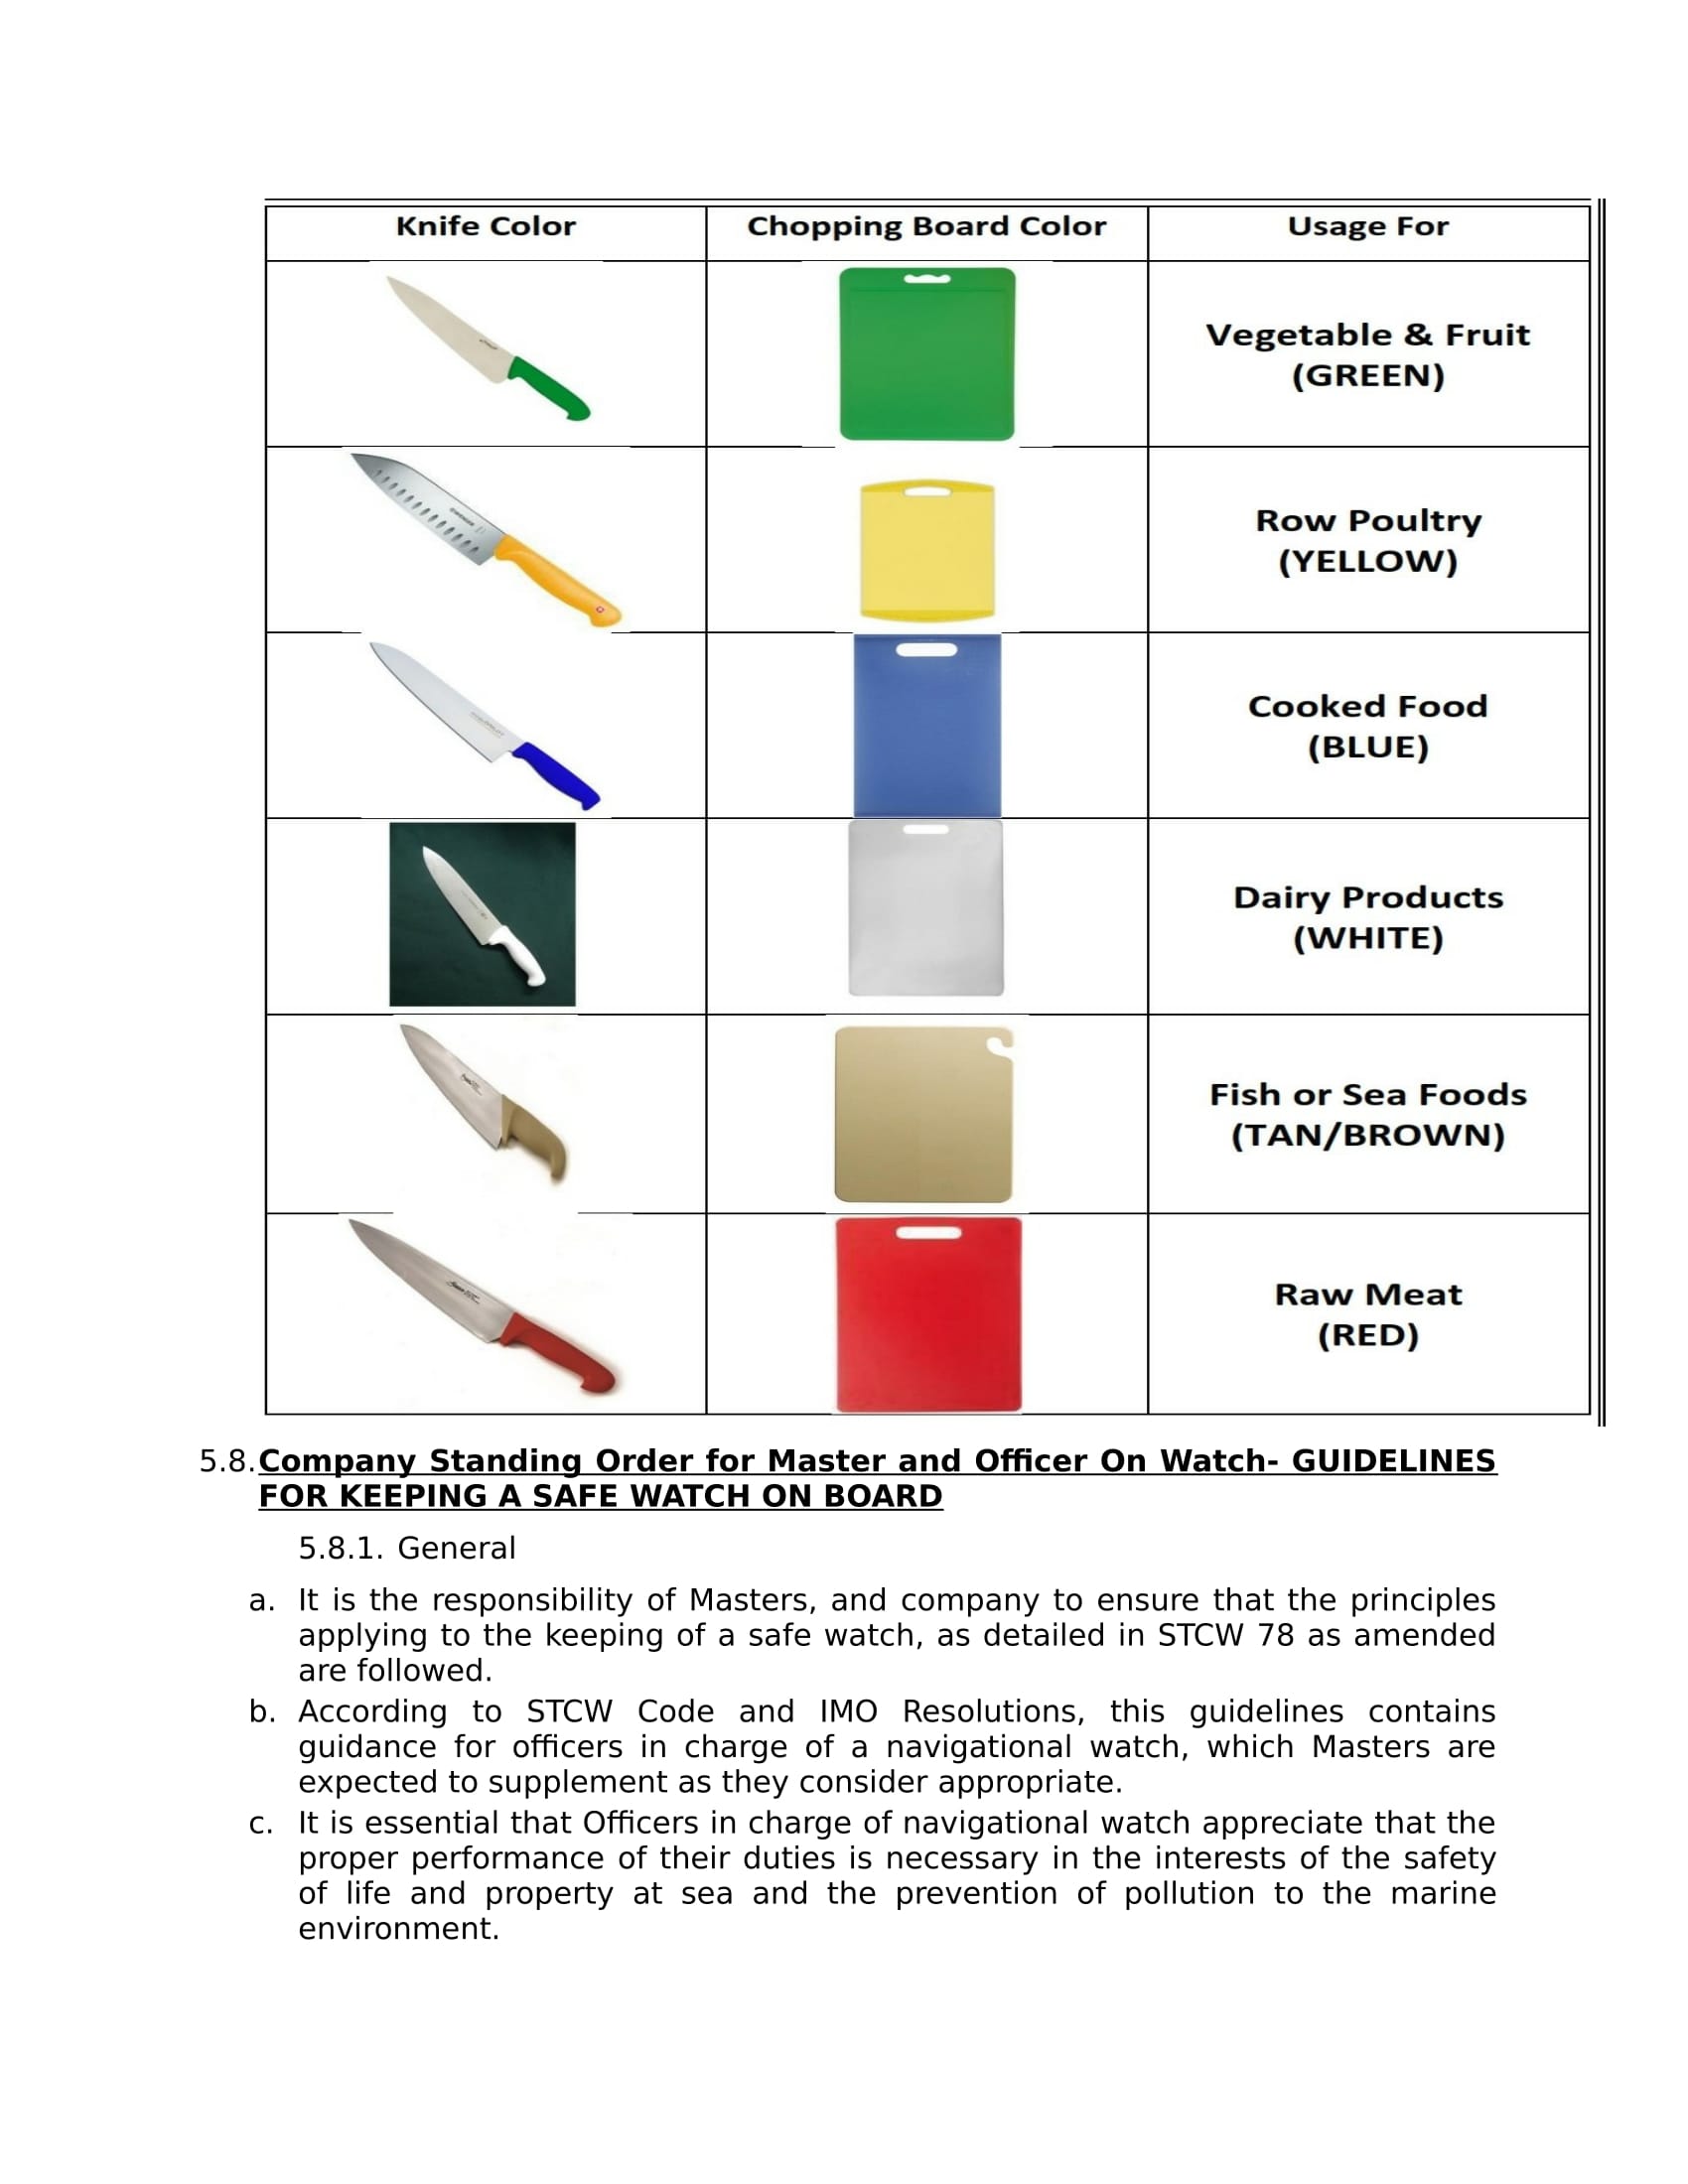 Knife Color Chopping Board Color Usage For
Vegetable & Fruit
(GREEN)
Row Poultry
(YELLOW)
Cooked Food
(BLUE)
Dairy Products
(WHITE)
Fish or Sea Foods
(TAN/BROWN)
Raw Meat
(RED)
5.8. Company Standing Order for Master and Officer On Watch- GUIDELINES
FOR KEEPING A SAFE WATCH ON BOARD
5.8.1. General
a. It is the responsibility of Masters, and company to ensure that the principles
applying to the keeping of a safe watch, as detailed in STCW 78 as amended
are followed.
b. According to STCW Code and IMO Resolutions, this guidelines contains
guidance for officers in charge of a navigational watch, which Masters are
expected to supplement as they consider appropriate.
c. It is essential that Officers in charge of navigational watch appreciate that the
proper performance of their duties is necessary in the interests of the safety
of life and property at sea and the prevention of pollution to the marine
environment.